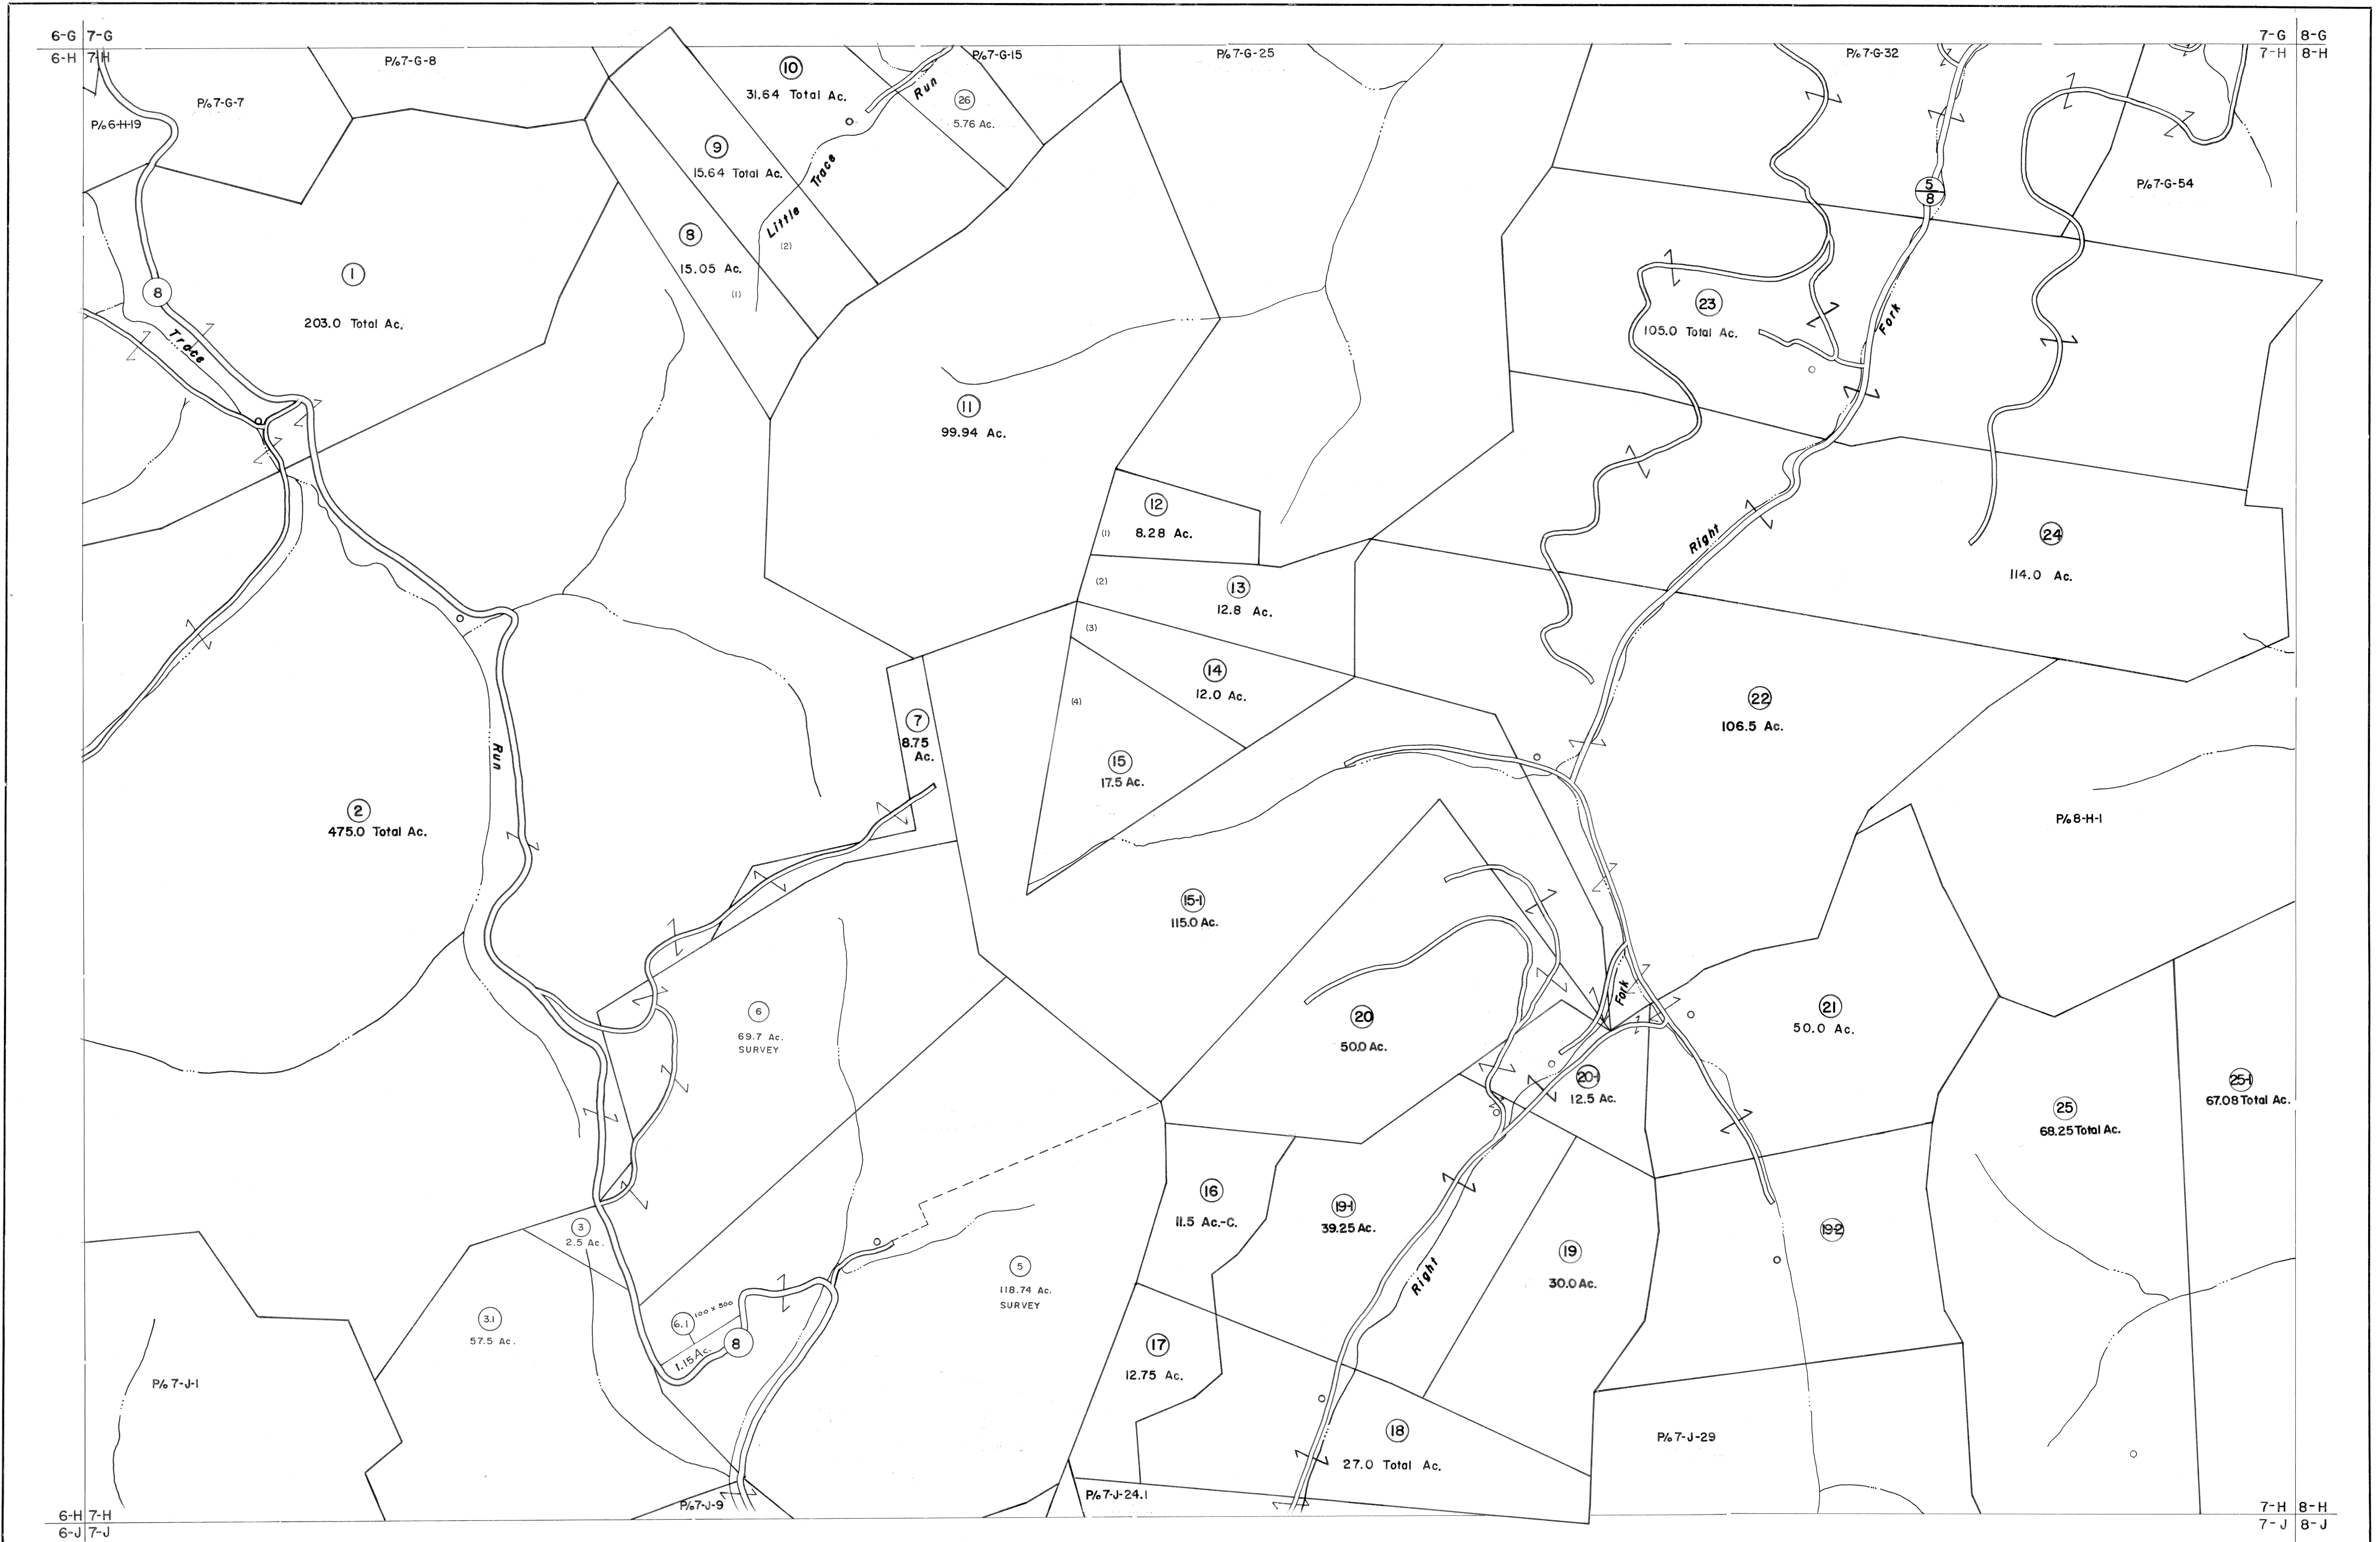 6-G 7-G
6-H 7-H
7-G 8-G
7-H 8-H
P/o 7-G-7
P/o 6-H-19
P/o 7-G-8
10
31.64 Total Ac.
Run
P/o 7-G-15
26
5.76 Ac.
P/o 7-G-25
P/o 7-G-32
P/o 7-G-54
5
8
9
15.64 Total Ac.
Little Trace
(2)
8
15.05 Ac.
(1)
1
203.0 Total Ac.
8
Trace
11
99.94 Ac.
23
105.0 Total Ac.
Fork
12
8.28 Ac.
(1)
Right
24
114.0 Ac.
(2)
13
12.8 Ac.
(3)
14
12.0 Ac.
(4)
7
8.75
Ac.
15
17.5 Ac.
22
106.5 Ac.
Run
2
475.0 Total Ac.
P/o 8-H-1
15-1
115.0 Ac.
6
69.7 Ac.
SURVEY
20
50.0 Ac.
Fork
21
50.0 Ac.
20-1
12.5 Ac.
25
68.25 Total Ac.
25-1
67.08 Total Ac.
3
2.5 Ac.
16
11.5 Ac.-C.
19-1
39.25 Ac.
19
30.0 Ac.
19-2
Right
5
118.74 Ac.
SURVEY
3.1
57.5 Ac.
6.1
100 x 500
1.15 Ac.
8
17
12.75 Ac.
P/o 7-J-1
18
27.0 Total Ac.
P/o 7-J-29
P/o 7-J-9
P/o 7-J-24.1
6-H 7-H
6-J 7-J
7-H 8-H
7-J 8-J